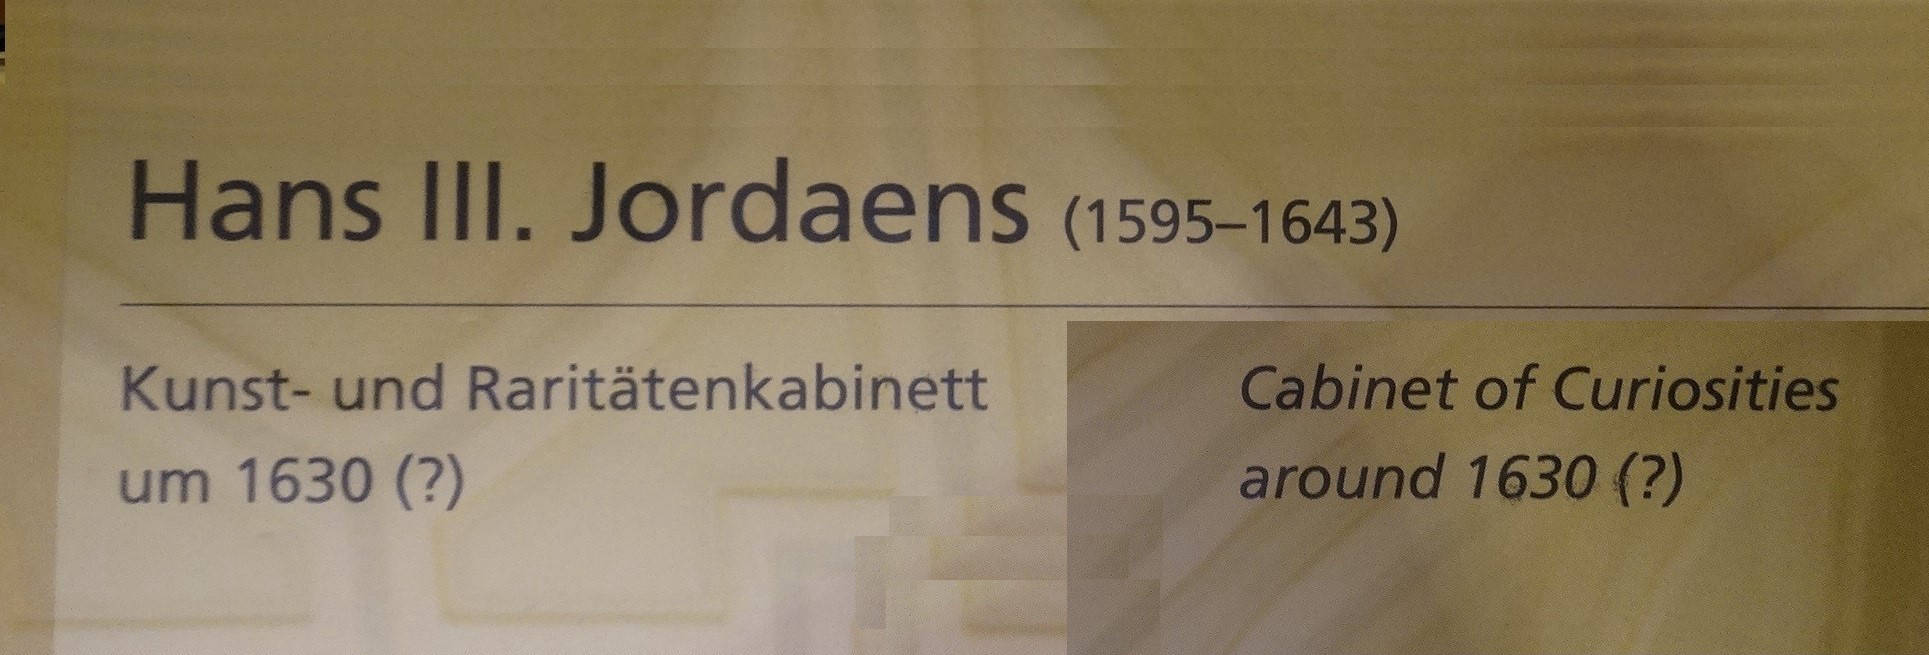 Hans III. Jordaens (1595–1643)
Kunst- und Raritätenkabinett
um 1630 (?)
Cabinet of Curiosities
around 1630 (?)